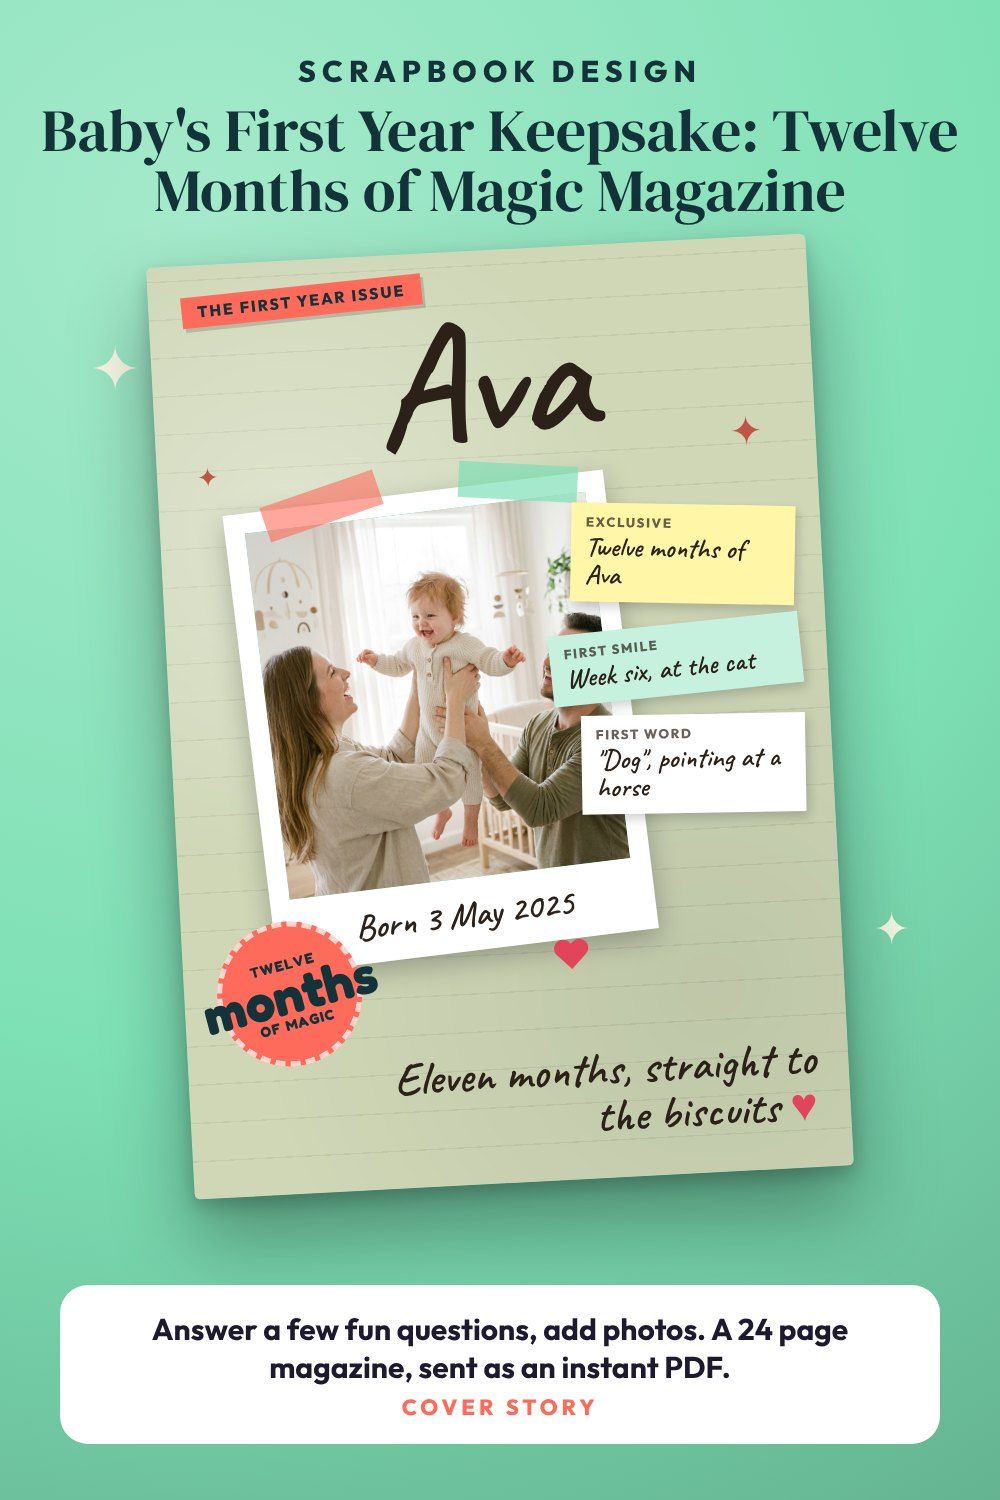 SCRAPBOOK DESIGN
Baby's First Year Keepsake: Twelve
Months of Magic Magazine
THE FIRST YEAR ISSUE
Ava
EXCLUSIVE
Twelve months of
Ava
FIRST SMILE
Week six, at the cat
FIRST WORD
"Dog", pointing at a
horse
Born 3 May 2025
TWELVE
months
OF MAGIC
Eleven months, straight to
the biscuits ♥
Answer a few fun questions, add photos. A 24 page
magazine, sent as an instant PDF.
COVER STORY